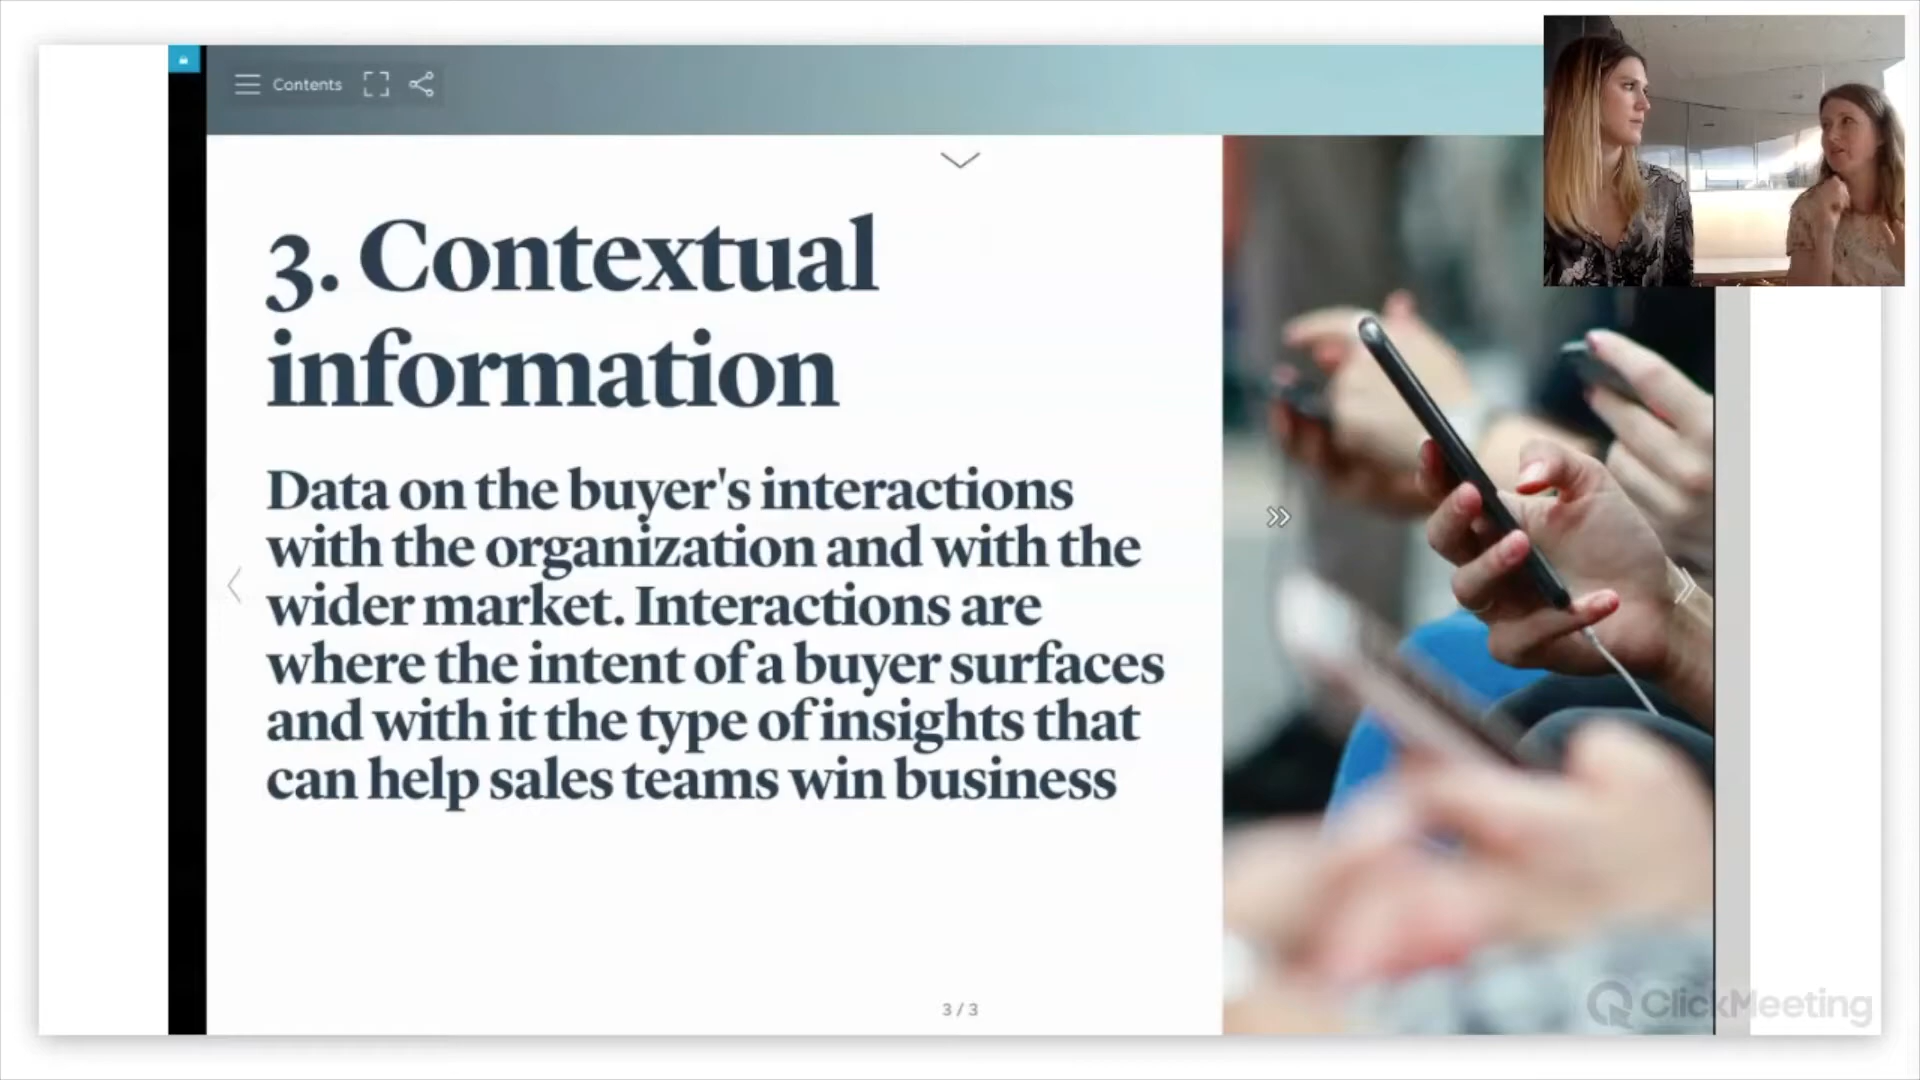 Contents
3. Contextual
information
Data on the buyer's interactions
with the organization and with the
wider market. Interactions are
where the intent of a buyer surfaces
and with it the type of insights that
can help sales teams win business
3 / 3
ClickMeeting